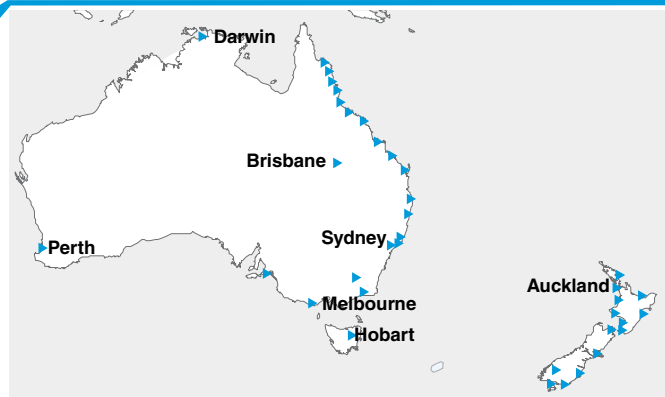 Darwin
Brisbane
Sydney
Perth
Auckland
Melbourne
Hobart